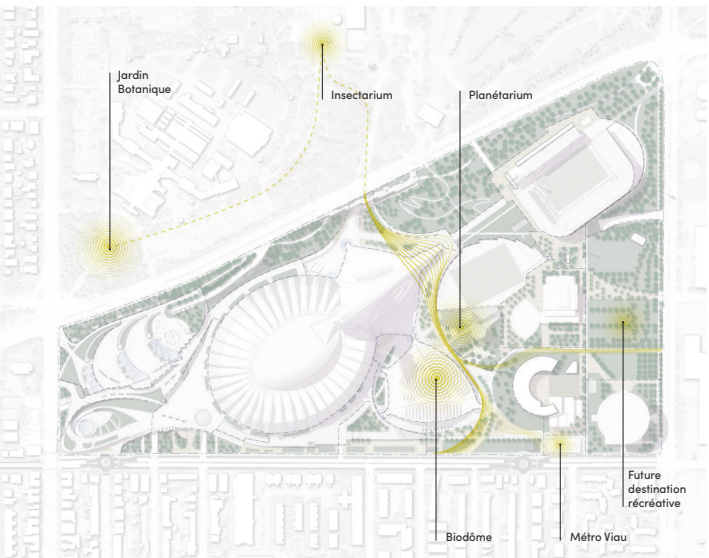 Jardin
Botanique
Insectarium
Planétarium
Future
destination
récréative
Biodôme
Métro Viau